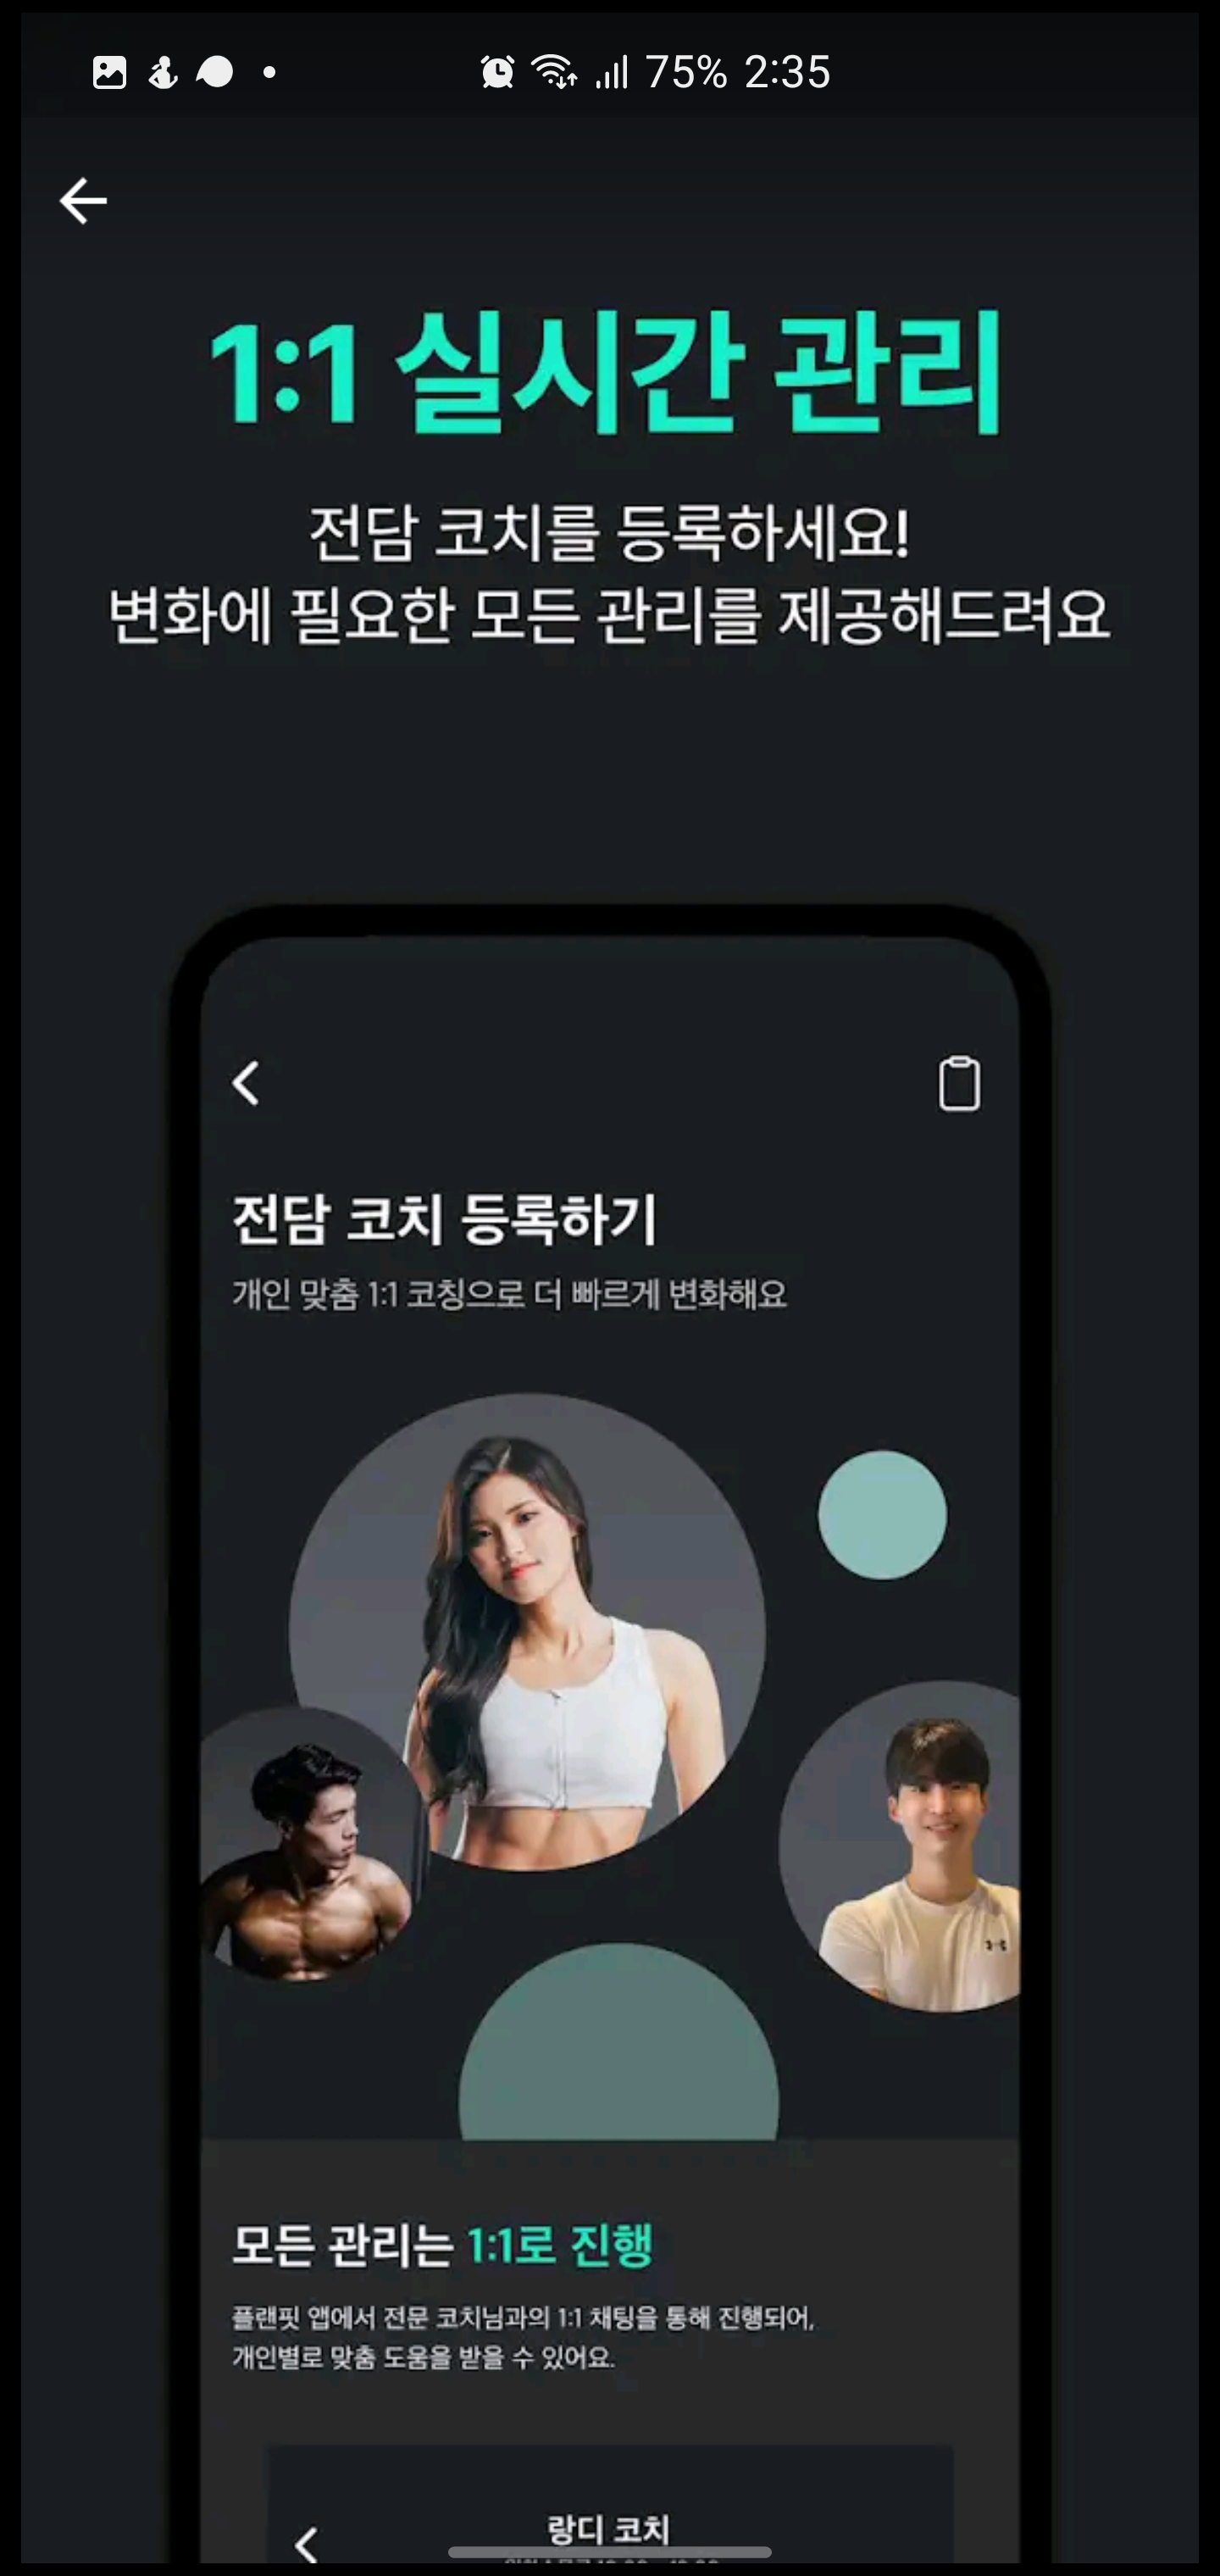 75% 2:35
1:1 실시간 관리
전담 코치를 등록하세요!
변화에 필요한 모든 관리를 제공해드려요
전담 코치 등록하기
개인 맞춤 1:1 코칭으로 더 빠르게 변화해요
모든 관리는 1:1로 진행
플랜핏 앱에서 전문 코치님과의 1:1 채팅을 통해 진행되어,
개인별로 맞춤 도움을 받을 수 있어요.
랑디 코치